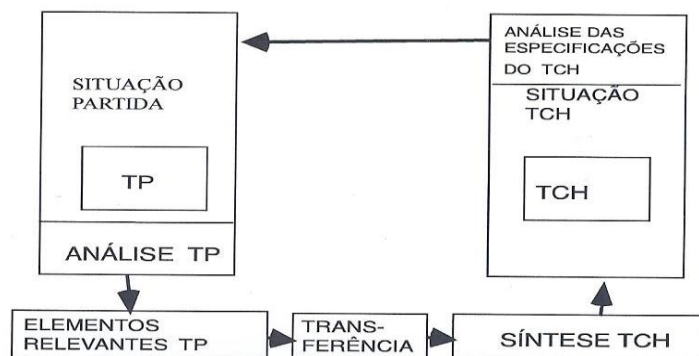 SITUAÇÃO
PARTIDA
TP
ANÁLISE TP
ELEMENTOS
RELEVANTES TP
TRANS-
FERÊNCIA
SÍNTESE TCH
ANÁLISE DAS
ESPECIFICAÇÕES
DO TCH
SITUAÇÃO
TCH
TCH